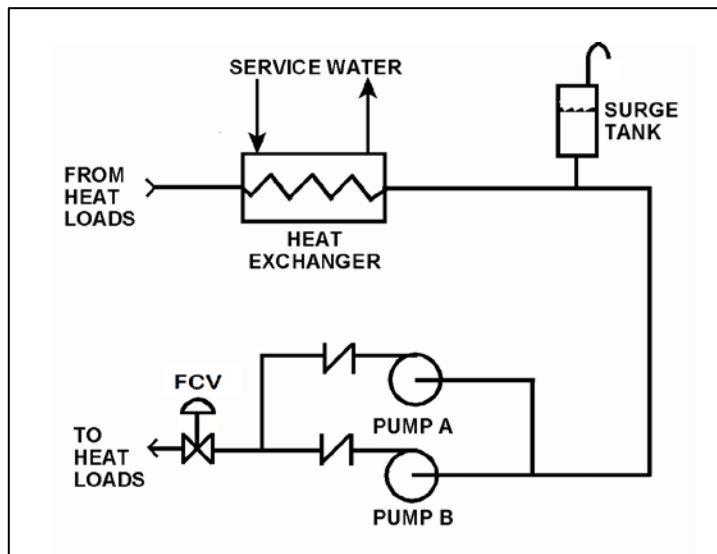 SERVICE WATER
SURGE
TANK
FROM
HEAT
LOADS
HEAT
EXCHANGER
FCV
PUMP A
TO
HEAT
LOADS
PUMP B